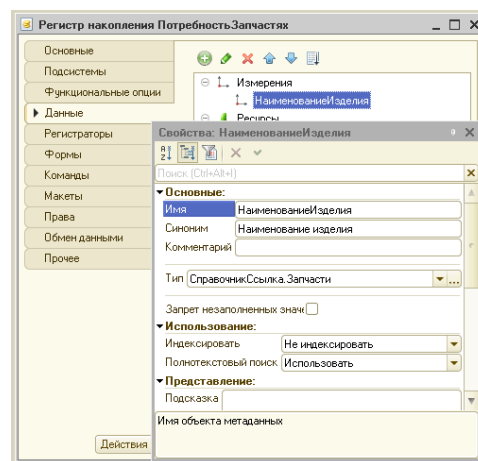 Регистр накопления ПотребностьЗапчастях
Основные
Подсистемы
Функциональные опции
Данные
Регистраторы
Формы
Команды
Макеты
Права
Обмен данными
Прочее
Измерения
НаименованиеИзделия
Ресурсы
Свойства: НаименованиеИзделия
Поиск (Ctrl+Alt+I)
Основные:
Имя НаименованиеИзделия
Синоним Наименование изделия
Комментарий
Тип СправочникСсылка.Запчасти
Запрет незаполненных значе
Использование:
Индексировать Не индексировать
Полнотекстовый поиск Использовать
Представление:
Подсказка
Имя объекта метаданных
Действия